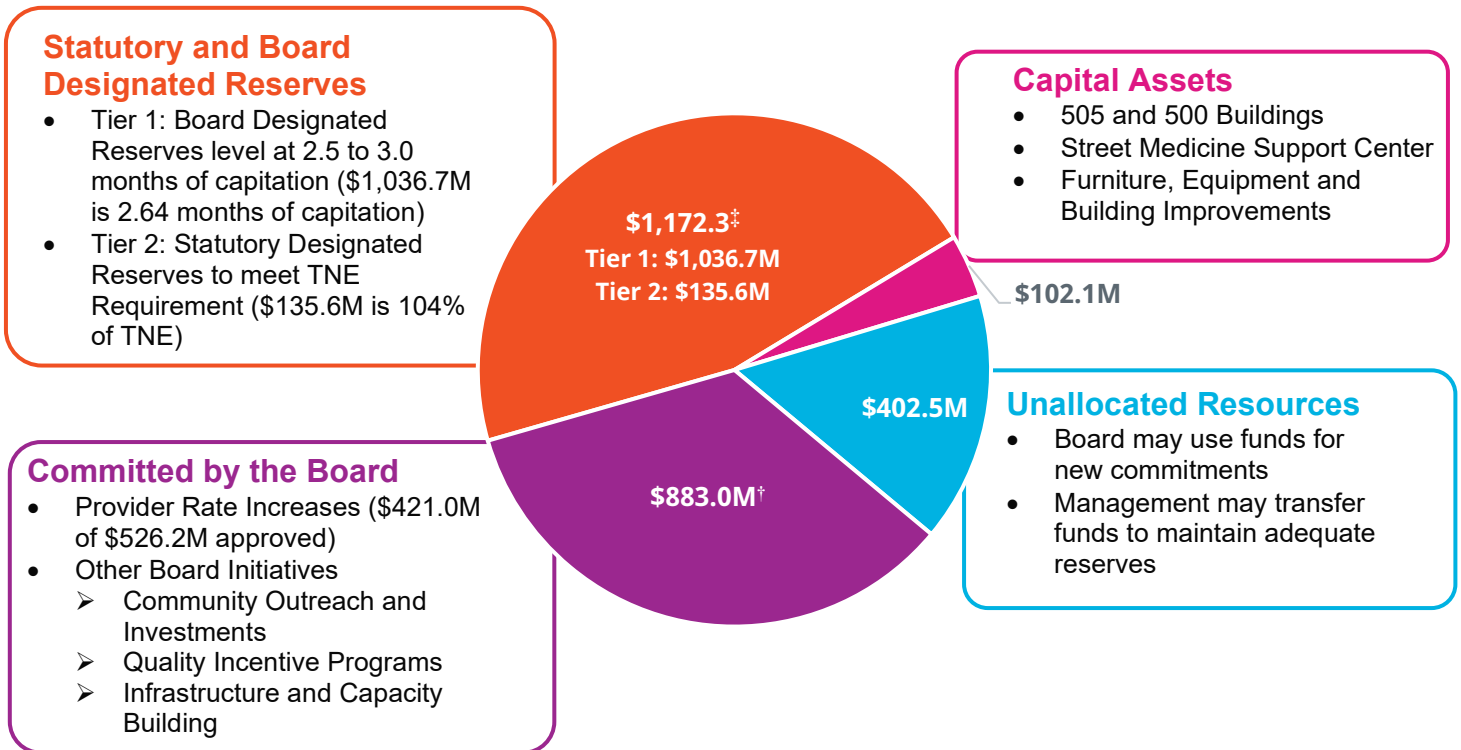 Statutory and Board
Designated Reserves
• Tier 1: Board Designated
Reserves level at 2.5 to 3.0
months of capitation ($1,036.7M
is 2.64 months of capitation)
• Tier 2: Statutory Designated
Reserves to meet TNE
Requirement ($135.6M is 104%
of TNE)
Capital Assets
• 505 and 500 Buildings
• Street Medicine Support Center
• Furniture, Equipment and
Building Improvements
$1,172.3‡
Tier 1: $1,036.7M
Tier 2: $135.6M
$102.1M
$402.5M
$883.0M†
Unallocated Resources
• Board may use funds for
new commitments
• Management may transfer
funds to maintain adequate
reserves
Committed by the Board
• Provider Rate Increases ($421.0M
of $526.2M approved)
• Other Board Initiatives
➢ Community Outreach and
Investments
➢ Quality Incentive Programs
➢ Infrastructure and Capacity
Building